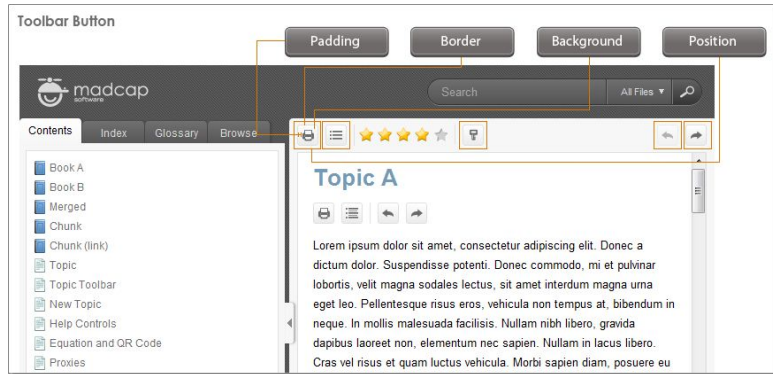 Toolbar Button
Padding
Border
Background
Position
madcap
software
Search
All Files
Contents
Index
Glossary
Browse
Book A
Book B
Merged
Chunk
Chunk (link)
Topic
Topic Toolbar
New Topic
Help Controls
Equation and QR Code
Proxies
Topic A
Lorem ipsum dolor sit amet, consectetur adipiscing elit. Donec a
dictum dolor. Suspendisse potenti. Donec commodo, mi et pulvinar
lobortis, velit magna sodales lectus, sit amet interdum magna urna
eget leo. Pellentesque risus eros, vehicula non tempus at, bibendum in
neque. In mollis malesuada facilisis. Nullam nibh libero, gravida
dapibus laoreet non, elementum nec sapien. Nullam in lacus libero.
Cras vel risus et quam luctus vehicula. Morbi sapien diam, posuere eu